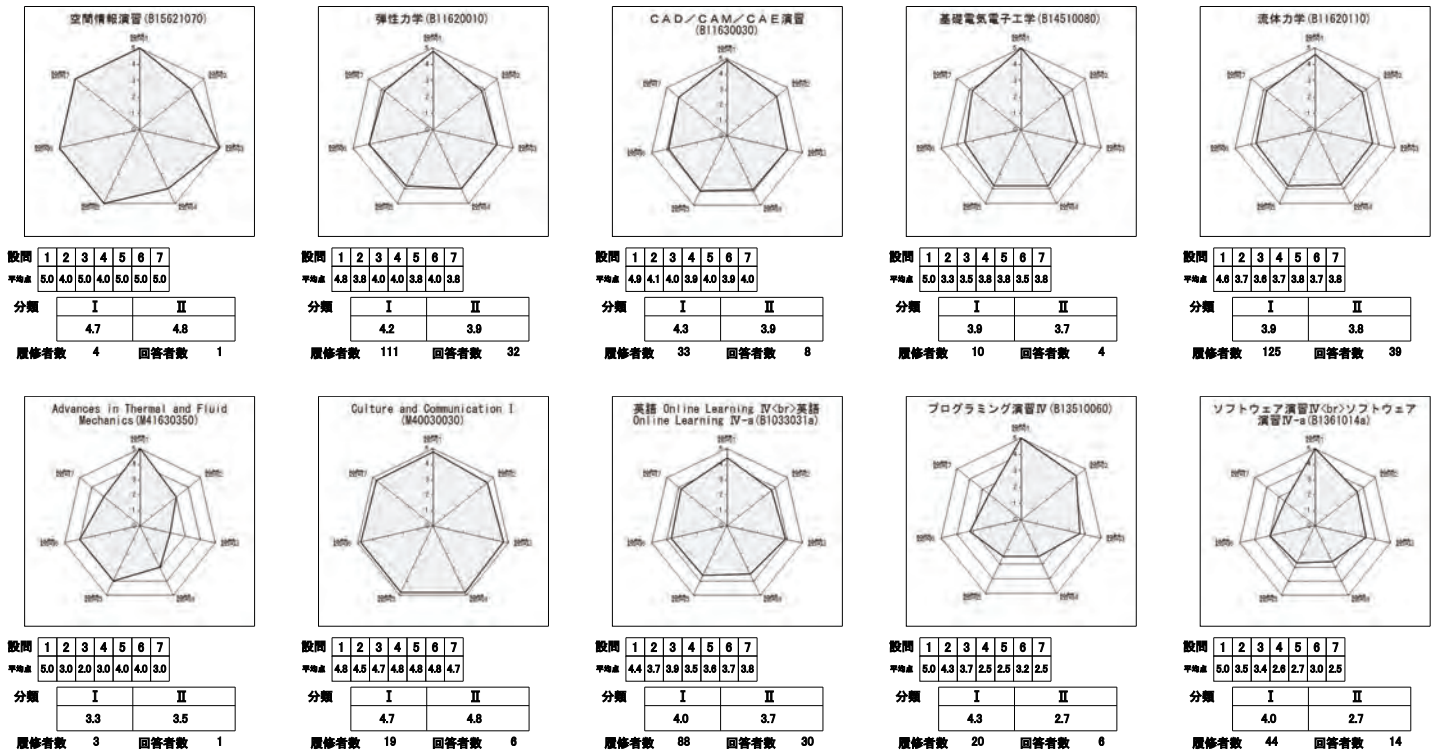 空間情報演習(B15621070)
設問 1 2 3 4 5 6 7
平均点 5.0 4.0 5.0 4.0 5.0 5.0 5.0
分類 Ⅰ Ⅱ
4.7 4.8
履修者数 4 回答者数 1
弾性力学(B11620010)
設問 1 2 3 4 5 6 7
平均点 4.8 3.8 4.0 4.0 3.8 4.0 3.8
分類 Ⅰ Ⅱ
4.2 3.9
履修者数 111 回答者数 32
CAD/CAM/CAE演習
(B11630030)
設問 1 2 3 4 5 6 7
平均点 4.9 4.1 4.0 3.9 4.0 3.9 4.0
分類 Ⅰ Ⅱ
4.3 3.9
履修者数 33 回答者数 8
基礎電気電子工学(B14510080)
設問 1 2 3 4 5 6 7
平均点 5.0 3.3 3.5 3.8 3.8 3.5 3.8
分類 Ⅰ Ⅱ
3.9 3.7
履修者数 10 回答者数 4
流体力学(B11620110)
設問 1 2 3 4 5 6 7
平均点 4.6 3.7 3.6 3.7 3.8 3.7 3.8
分類 Ⅰ Ⅱ
3.9 3.8
履修者数 125 回答者数 39
Advances in Thermal and Fluid
Mechanics(M41630350)
設問 1 2 3 4 5 6 7
平均点 5.0 3.0 2.0 3.0 4.0 4.0 3.0
分類 Ⅰ Ⅱ
3.3 3.5
履修者数 3 回答者数 1
Culture and Communication I
(M40030030)
設問 1 2 3 4 5 6 7
平均点 4.8 4.5 4.7 4.8 4.8 4.8 4.7
分類 Ⅰ Ⅱ
4.7 4.8
履修者数 19 回答者数 6
英語 Online Learning Ⅳ<br>英語
Online Learning Ⅳ-a(B1033031a)
設問 1 2 3 4 5 6 7
平均点 4.4 3.7 3.9 3.5 3.6 3.7 3.8
分類 Ⅰ Ⅱ
4.0 3.7
履修者数 88 回答者数 30
プログラミング演習Ⅳ(B13510060)
設問 1 2 3 4 5 6 7
平均点 5.0 4.3 3.7 2.5 2.5 3.2 2.5
分類 Ⅰ Ⅱ
4.3 2.7
履修者数 20 回答者数 6
ソフトウェア演習Ⅳ<br>ソフトウェア
演習Ⅳ-a(B1361014a)
設問 1 2 3 4 5 6 7
平均点 5.0 3.5 3.4 2.6 2.7 3.0 2.5
分類 Ⅰ Ⅱ
4.0 2.7
履修者数 44 回答者数 14